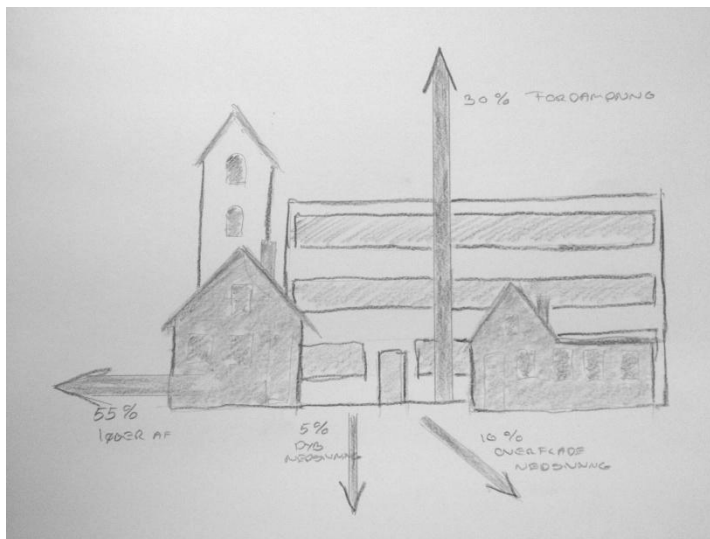 30% FORDAMPNING
55%
LØBER AF
5%
DYB
NEDSIVNING
10%
OVERFLADE
NEDSIVNING